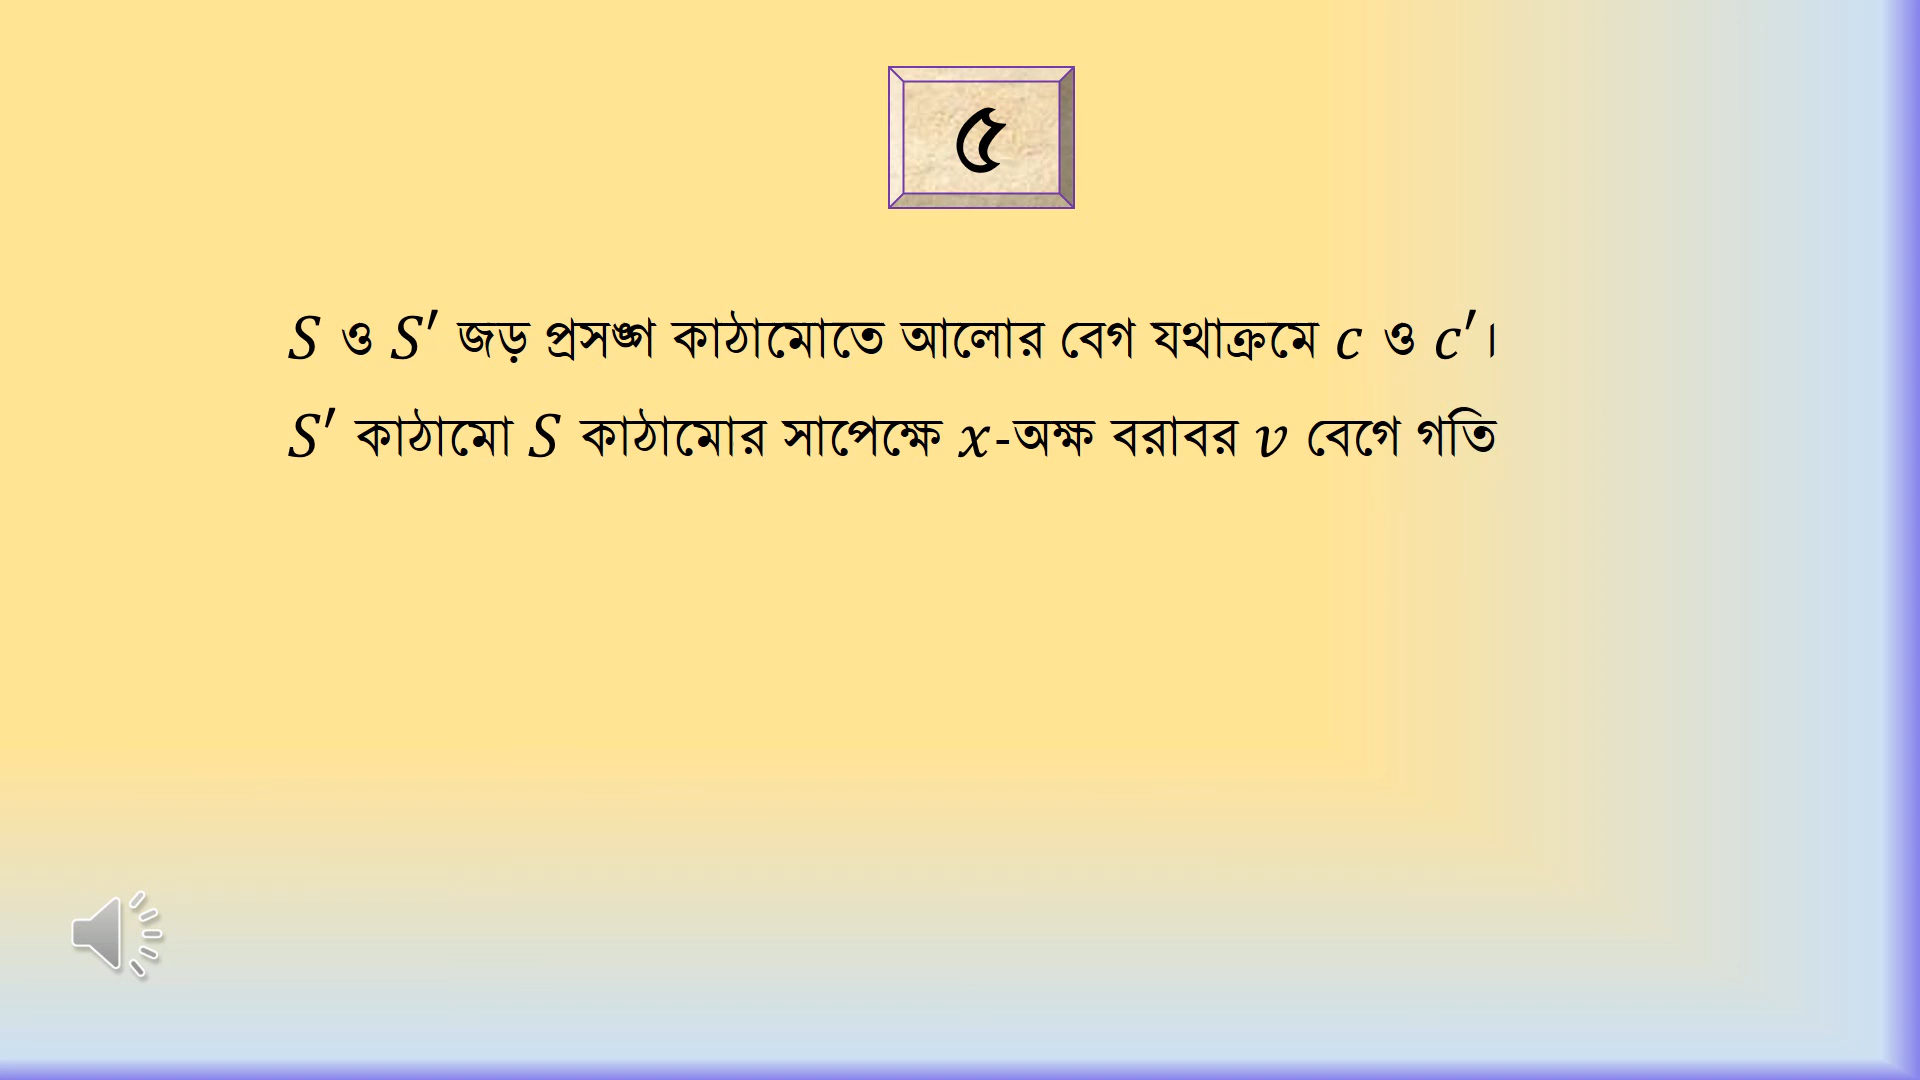 ৫
S ও S′ জড় প্রসঙ্গ কাঠামোতে আলোর বেগ যথাক্রমে c ও c′।
S′ কাঠামো S কাঠামোর সাপেক্ষে x-অক্ষ বরাবর v বেগে গতি